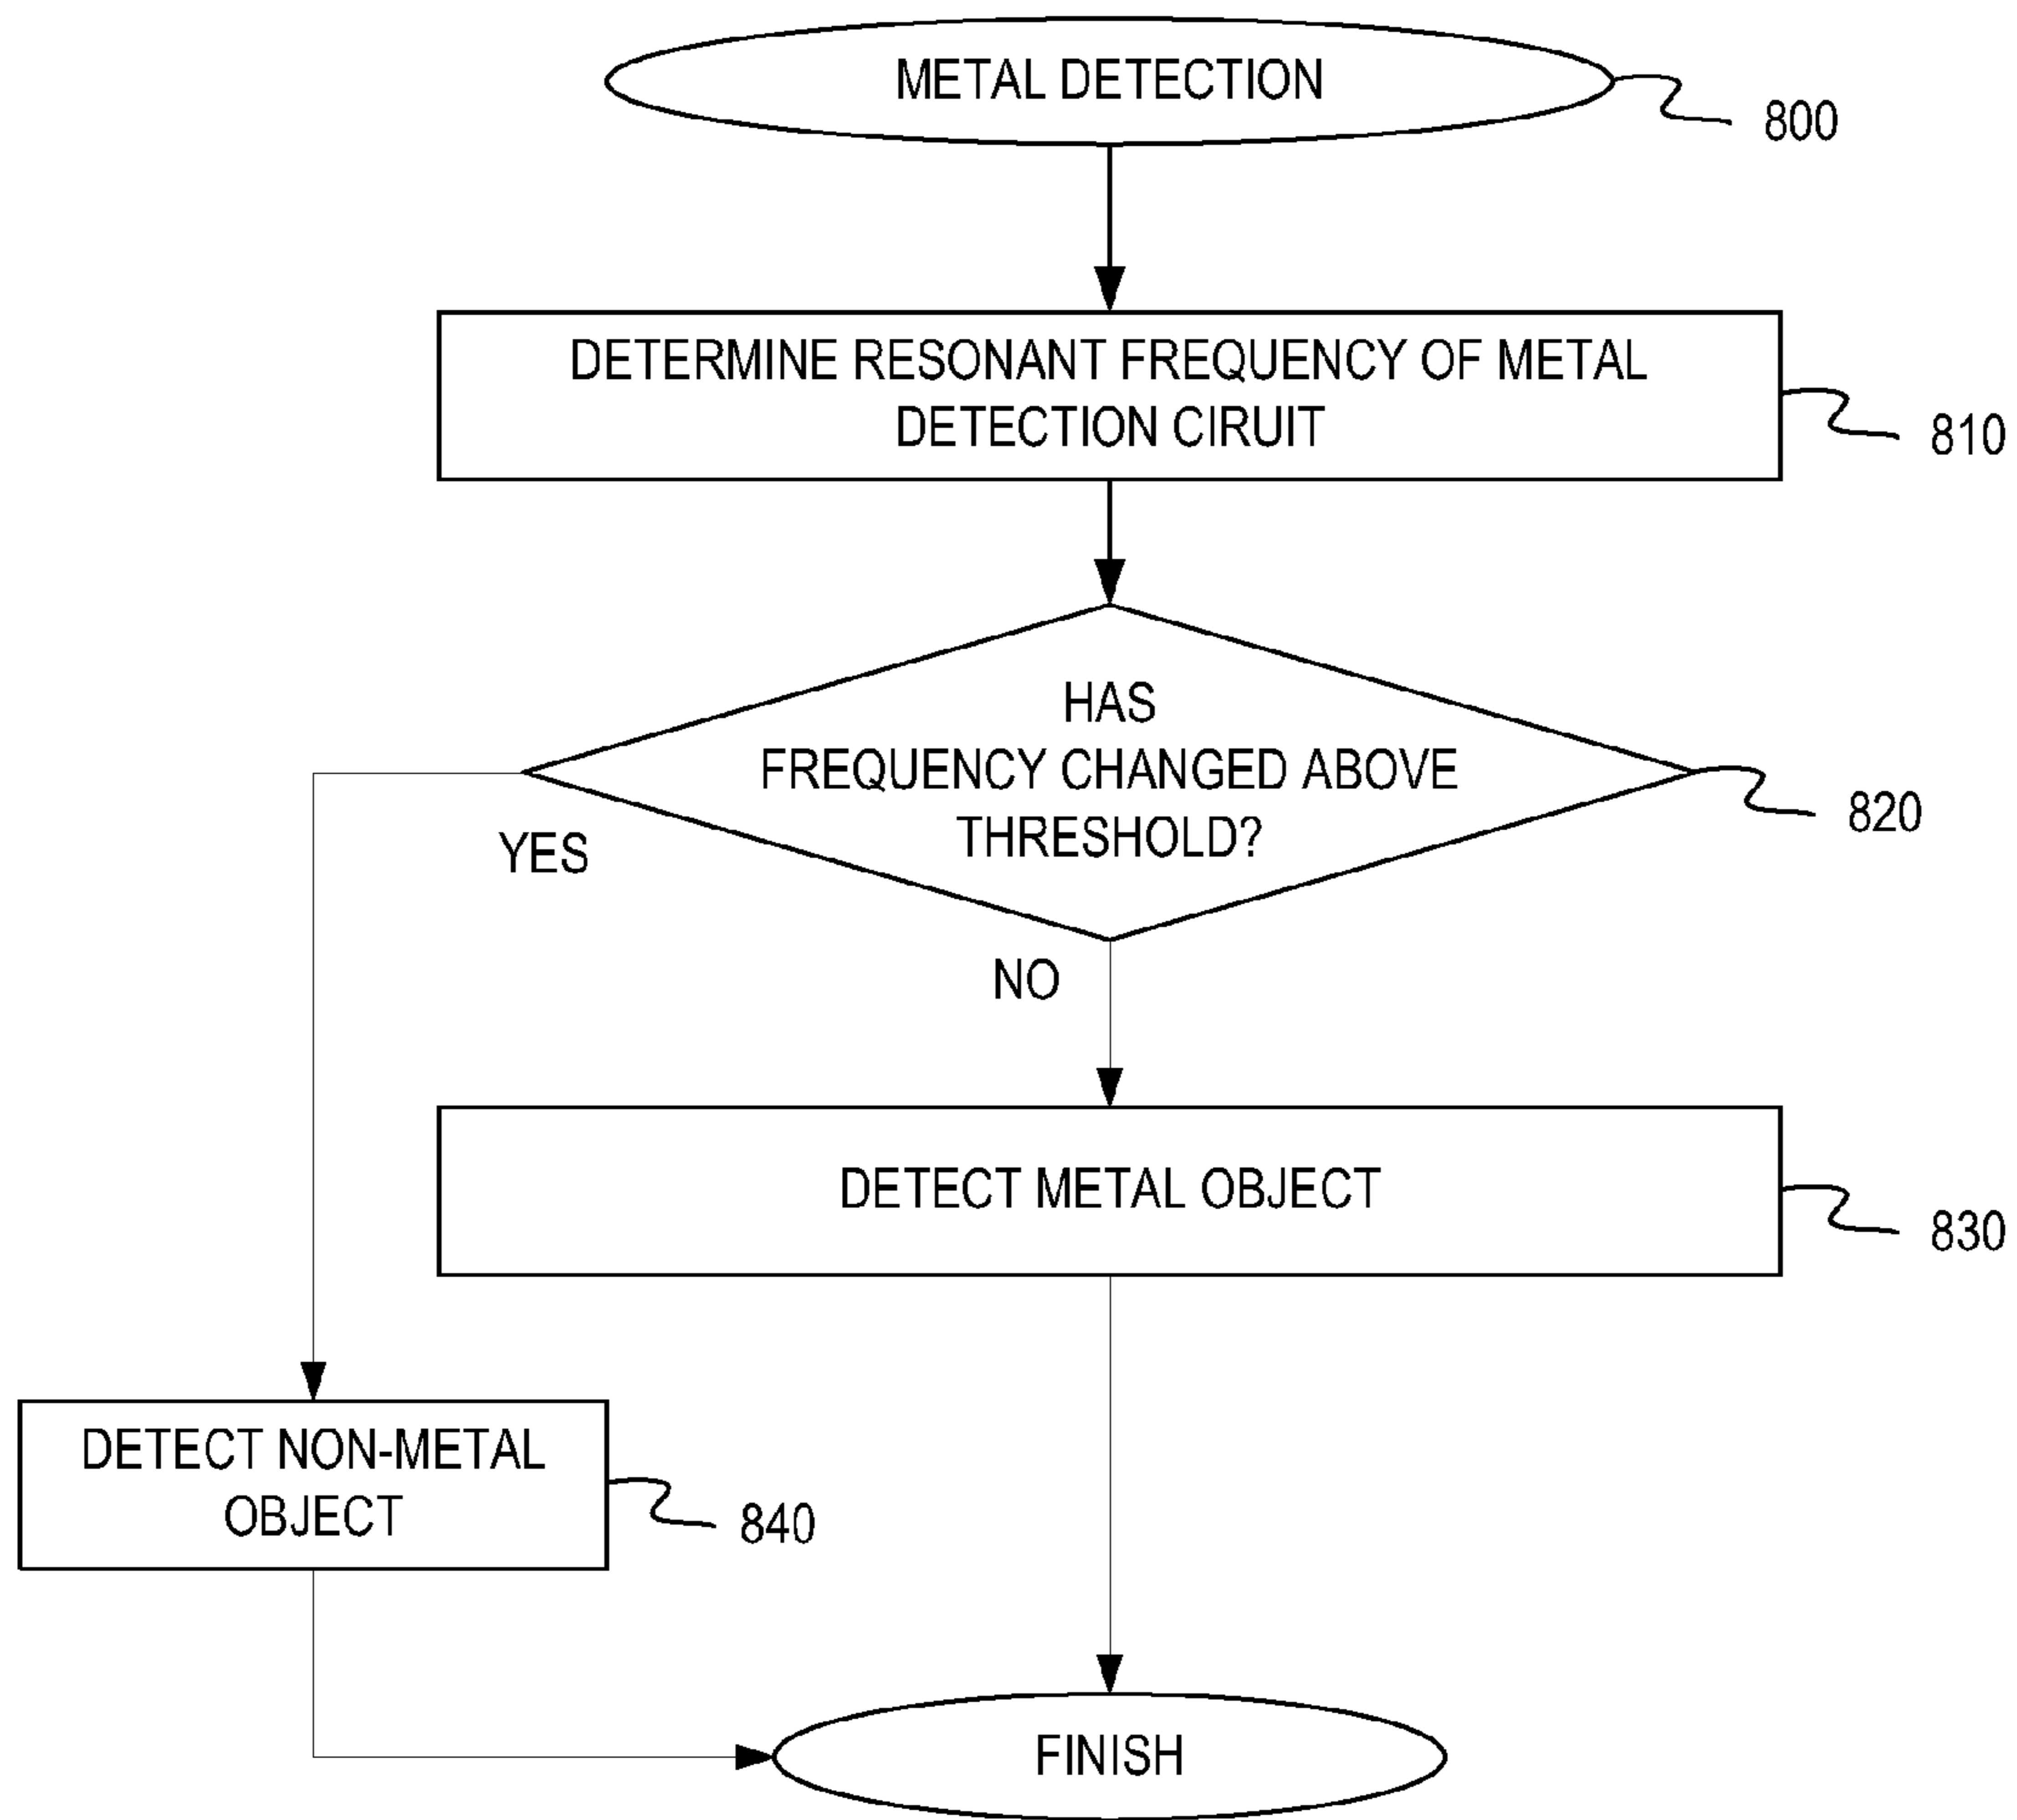 METAL DETECTION
800
DETERMINE RESONANT FREQUENCY OF METAL
DETECTION CIRUIT
810
HAS
FREQUENCY CHANGED ABOVE
THRESHOLD?
820
YES
NO
DETECT METAL OBJECT
830
DETECT NON-METAL
OBJECT
840
FINISH